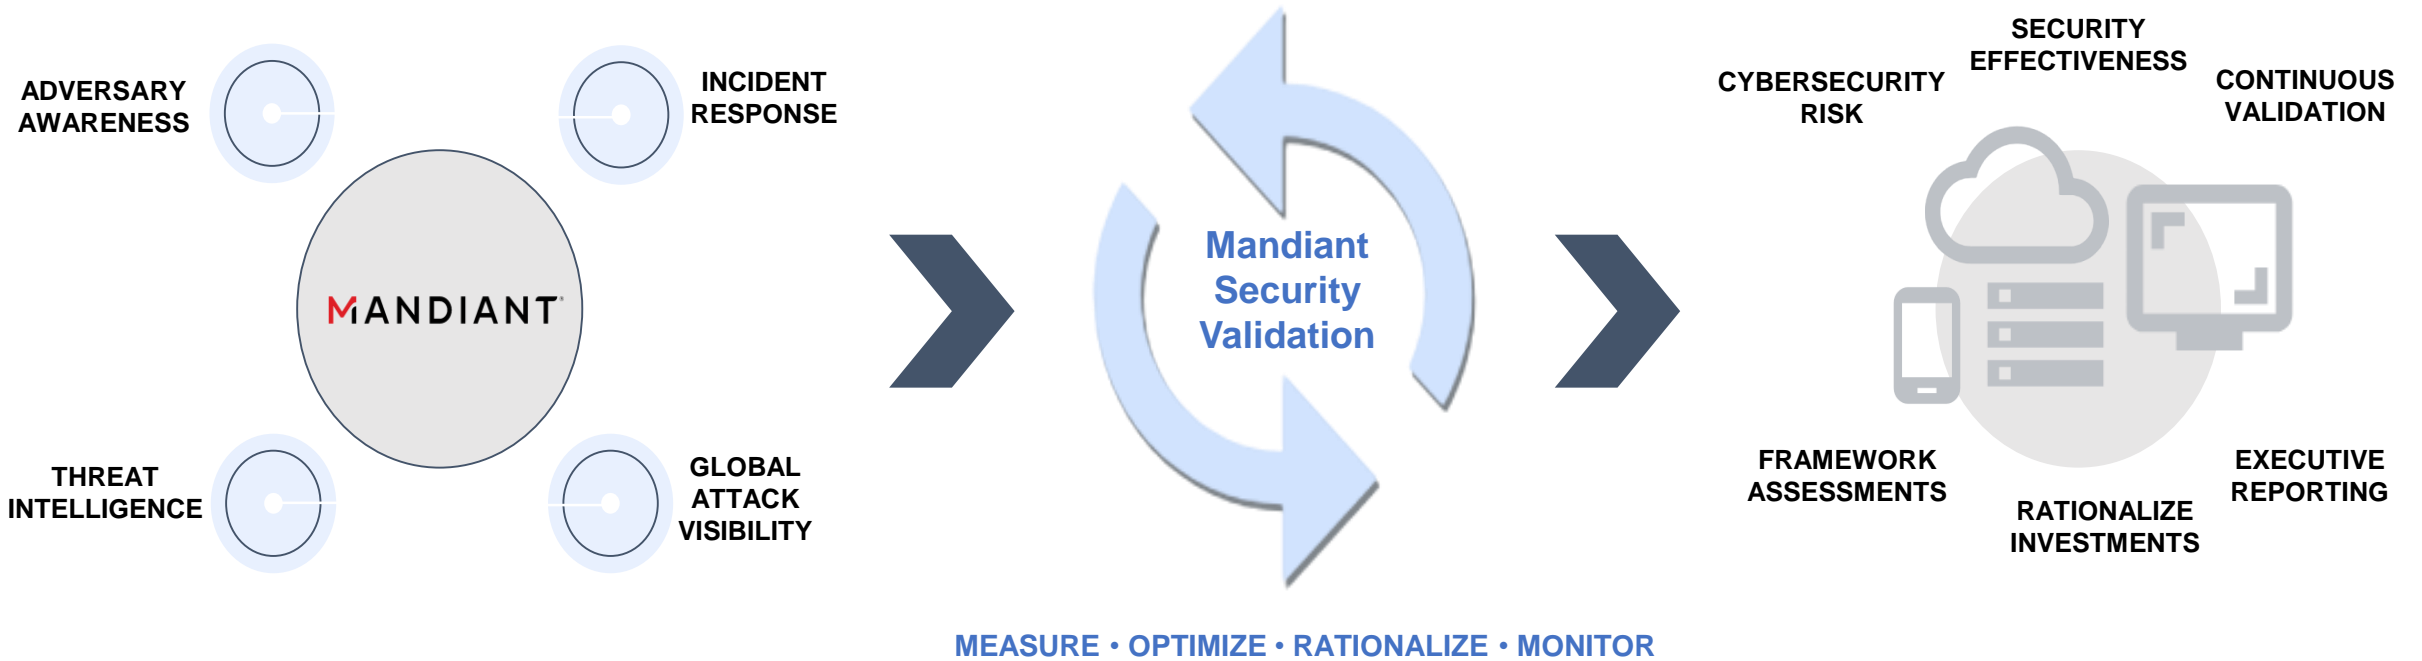 ADVERSARY
AWARENESS
INCIDENT
RESPONSE
MANDIANT
THREAT
INTELLIGENCE
GLOBAL
ATTACK
VISIBILITY
Mandiant
Security
Validation
MEASURE • OPTIMIZE • RATIONALIZE • MONITOR
CYBERSECURITY
RISK
SECURITY
EFFECTIVENESS
CONTINUOUS
VALIDATION
FRAMEWORK
ASSESSMENTS
RATIONALIZE
INVESTMENTS
EXECUTIVE
REPORTING